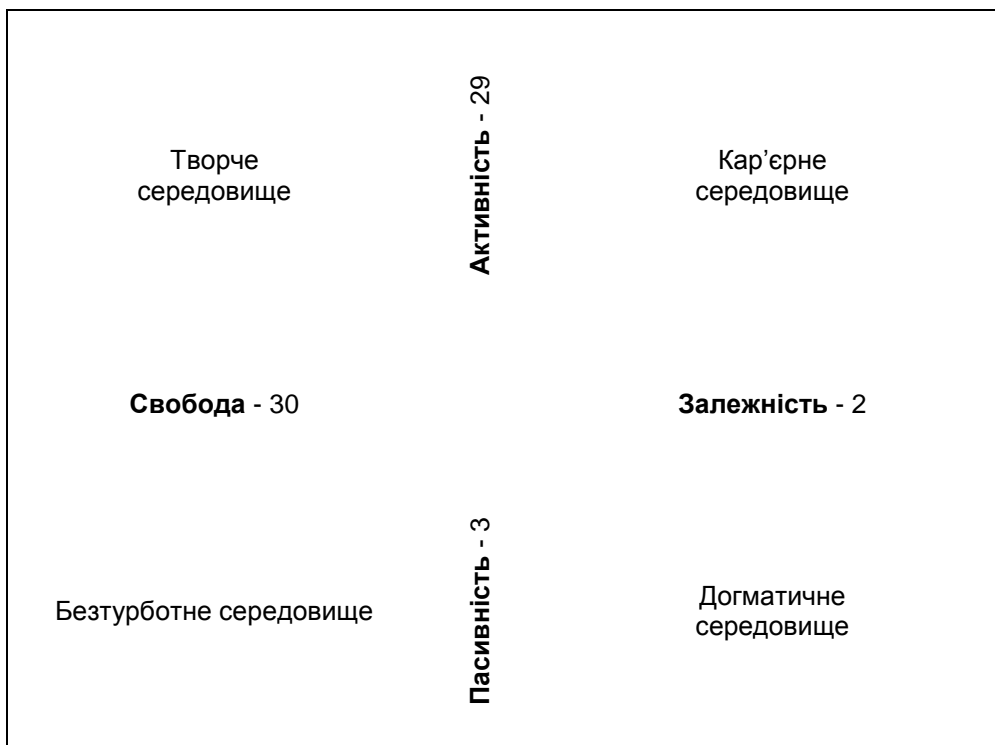 Активність - 29
Творче
середовище
Кар’єрне
середовище
Свобода - 30
Залежність - 2
Пасивність - 3
Безтурботне середовище
Догматичне
середовище